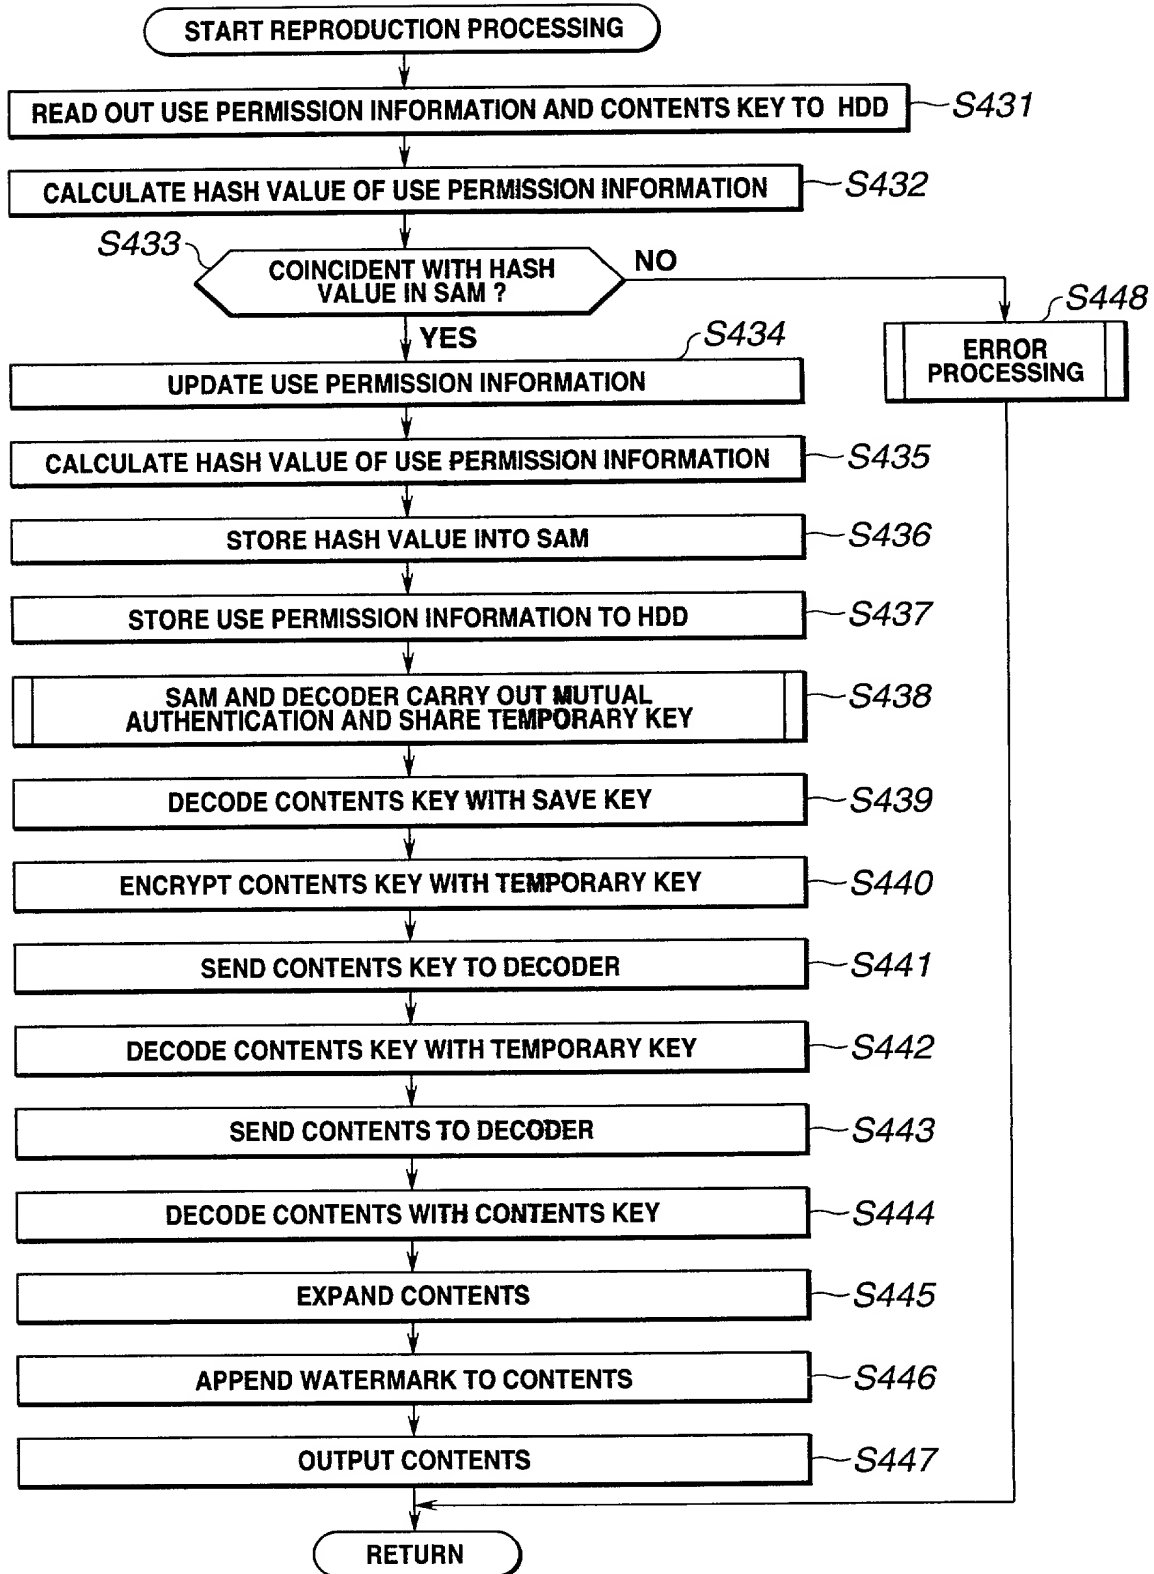 START REPRODUCTION PROCESSING
READ OUT USE PERMISSION INFORMATION AND CONTENTS KEY TO HDD
S431
CALCULATE HASH VALUE OF USE PERMISSION INFORMATION
S432
S433
COINCIDENT WITH HASH
VALUE IN SAM ?
NO
YES
S448
ERROR
PROCESSING
S434
UPDATE USE PERMISSION INFORMATION
CALCULATE HASH VALUE OF USE PERMISSION INFORMATION
S435
STORE HASH VALUE INTO SAM
S436
STORE USE PERMISSION INFORMATION TO HDD
S437
SAM AND DECODER CARRY OUT MUTUAL
AUTHENTICATION AND SHARE TEMPORARY KEY
S438
DECODE CONTENTS KEY WITH SAVE KEY
S439
ENCRYPT CONTENTS KEY WITH TEMPORARY KEY
S440
SEND CONTENTS KEY TO DECODER
S441
DECODE CONTENTS KEY WITH TEMPORARY KEY
S442
SEND CONTENTS TO DECODER
S443
DECODE CONTENTS WITH CONTENTS KEY
S444
EXPAND CONTENTS
S445
APPEND WATERMARK TO CONTENTS
S446
OUTPUT CONTENTS
S447
RETURN